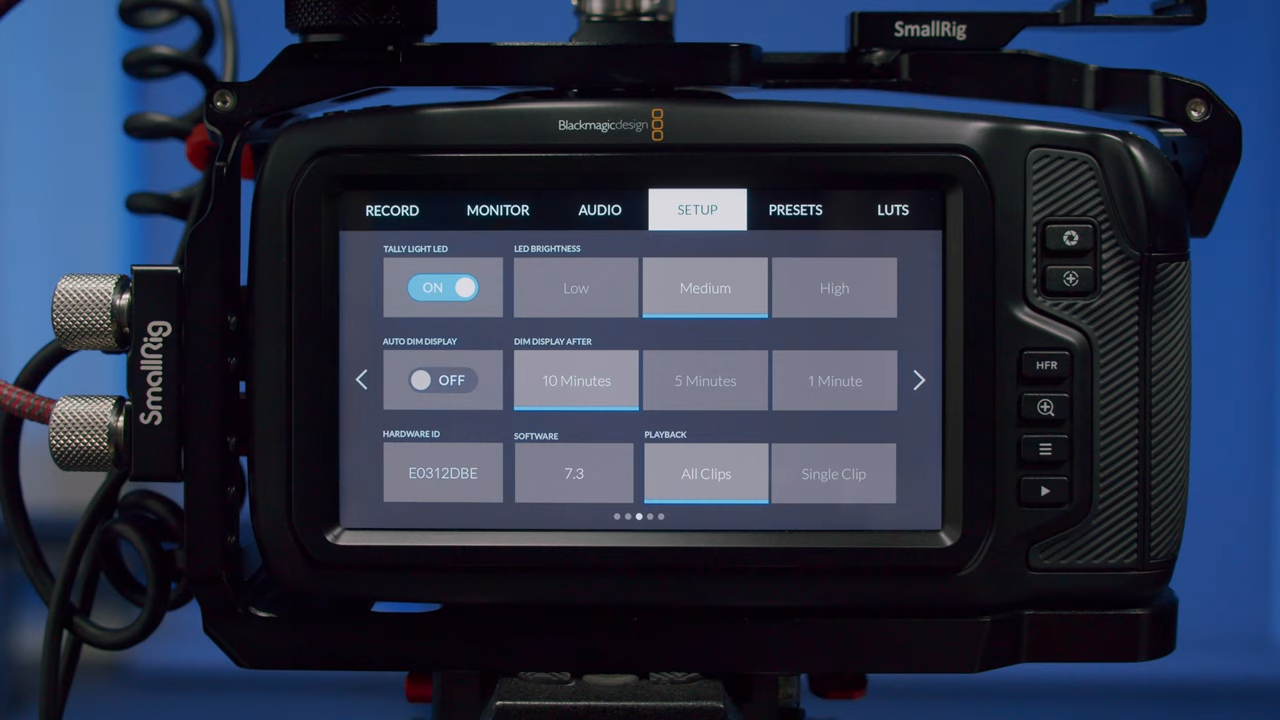 SmallRig
Blackmagicdesign
RECORD MONITOR AUDIO SETUP PRESETS LUTS
TALLY LIGHT LED LED BRIGHTNESS
ON Low Medium High
AUTO DIM DISPLAY DIM DISPLAY AFTER
OFF 10 Minutes 5 Minutes 1 Minute
HARDWARE ID SOFTWARE PLAYBACK
E0312DBE 7.3 All Clips Single Clip
SmallRig
HFR